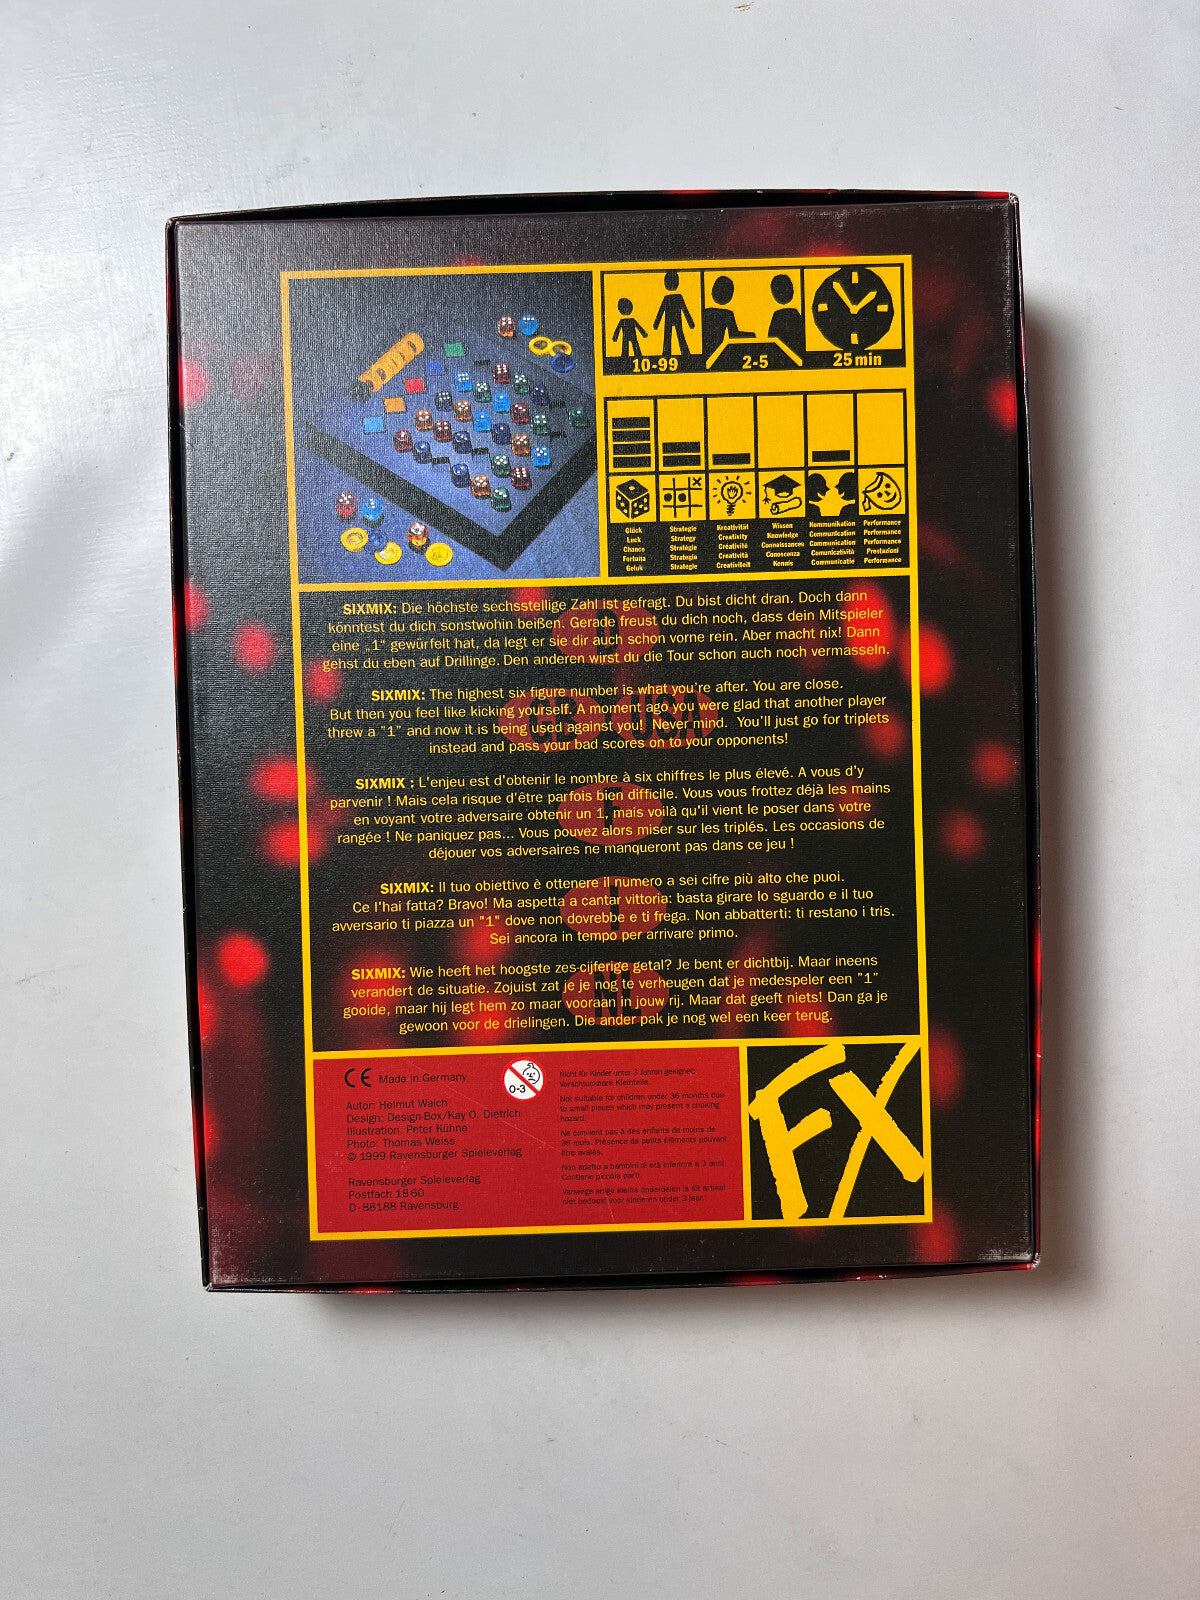 10-99
2-5
25 min
Glück
Luck
Chance
Fortuita
Geluk
Strategie
Strategy
Stratégie
Strategia
Strategie
Kreativität
Creativity
Créativité
Creatività
Creativiteit
Wissen
Knowledge
Connaissances
Conoscenza
Kennis
Kommunikation
Communication
Communication
Comunicatività
Communicatie
Performance
Performance
Performance
Prestazioni
Performance
SIXMIX: Die höchste sechsstellige Zahl ist gefragt. Du bist dicht dran. Doch dann
könntest du dich sonstwohin beißen. Gerade freust du dich noch, dass dein Mitspieler
eine „1" gewürfelt hat, da legt er sie dir auch schon vorne rein. Aber macht nix! Dann
gehst du eben auf Drillinge. Den anderen wirst du die Tour schon auch noch vermasseln.
D
SIXMIX: The highest six figure number is what you're after. You are close.
But then you feel like kicking yourself. A moment ago you were glad that another player
threw a "1" and now it is being used against you! Never mind. You'll just go for triplets
instead and pass your bad scores on to your opponents!
GB USA
SIXMIX : L'enjeu est d'obtenir le nombre à six chiffres le plus élevé. A vous d'y
parvenir ! Mais cela risque d'être parfois bien difficile. Vous vous frottez déjà les mains
en voyant votre adversaire obtenir un 1, mais voilà qu'il vient le poser dans votre
rangée ! Ne paniquez pas... Vous pouvez alors miser sur les triplés. Les occasions de
déjouer vos adversaires ne manqueront pas dans ce jeu !
F
SIXMIX: Il tuo obiettivo è ottenere il numero a sei cifre più alto che puoi.
Ce l'hai fatta? Bravo! Ma aspetta a cantar vittoria: basta girare lo sguardo e il tuo
avversario ti piazza un "1" dove non dovrebbe e ti frega. Non abbatterti: ti restano i tris.
Sei ancora in tempo per arrivare primo.
I
SIXMIX: Wie heeft het hoogste zes-cijferige getal? Je bent er dichtbij. Maar ineens
verandert de situatie. Zojuist zat je je nog te verheugen dat je medespeler een "1"
gooide, maar hij legt hem zo maar vooraan in jouw rij. Maar dat geeft niets! Dan ga je
gewoon voor de drielingen. Die ander pak je nog wel een keer terug.
NL
CE Made in Germany
0-3
Autor: Helmut Walch
Design: Design-Box/Kay O. Dietrich
Illustration: Peter Kühne
Photo: Thomas Weiss
© 1999 Ravensburger Spieleverlag
Ravensburger Spieleverlag
Postfach 18 60
D-88188 Ravensburg
Nicht für Kinder unter 3 Jahren geeignet;
Verschluckbare Kleinteile.
Not suitable for children under 36 months due
to small pieces which may present a choking
hazard.
Ne convient pas à des enfants de moins de
36 mois. Présence de petits éléments pouvant
être avalés.
Non adatto a bambini di età inferiore a 3 anni.
Contiene piccole parti.
Vanwege enige kleine onderdelen is dit artikel
niet bedoeld voor kinderen onder 3 jaar.
FX